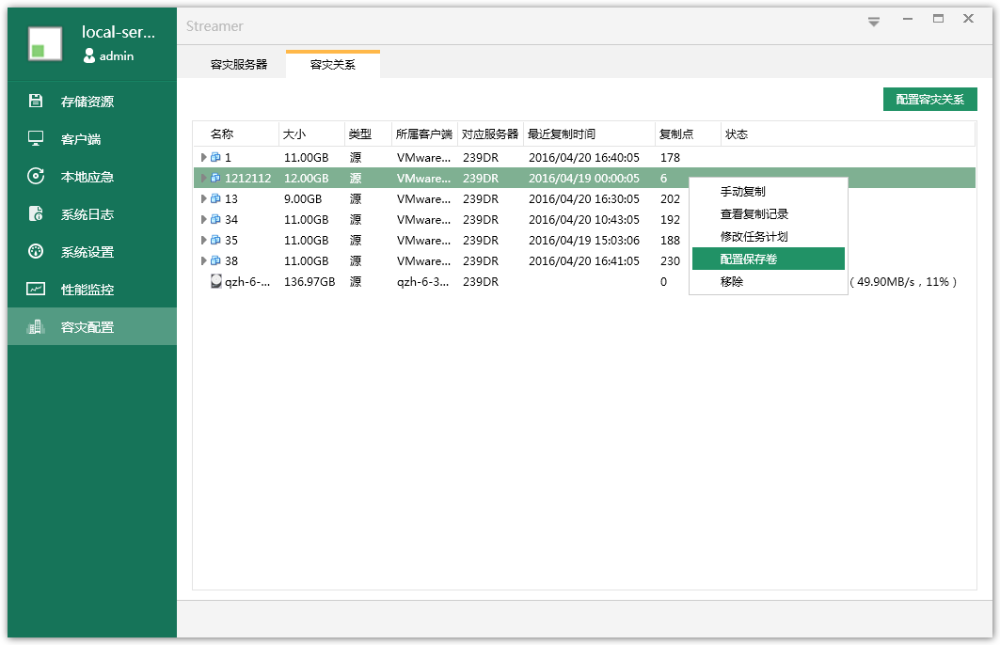 local-ser...
admin
存储资源
客户端
本地应急
系统日志
系统设置
性能监控
容灾配置
Streamer
容灾服务器 容灾关系
配置容灾关系
名称 大小 类型 所属客户端 对应服务器 最近复制时间 复制点 状态
1 11.00GB 源 VMware... 239DR 2016/04/20 16:40:05 178
1212112 12.00GB 源 VMware... 239DR 2016/04/19 00:00:05 6
13 9.00GB 源 VMware... 239DR 2016/04/20 16:30:05 202
34 11.00GB 源 VMware... 239DR 2016/04/20 10:43:05 192
35 11.00GB 源 VMware... 239DR 2016/04/19 15:03:06 188
38 11.00GB 源 VMware... 239DR 2016/04/20 16:41:05 230
qzh-6-... 136.97GB 源 qzh-6-3... 239DR 0 （49.90MB/s，11%）
手动复制
查看复制记录
修改任务计划
配置保存卷
移除